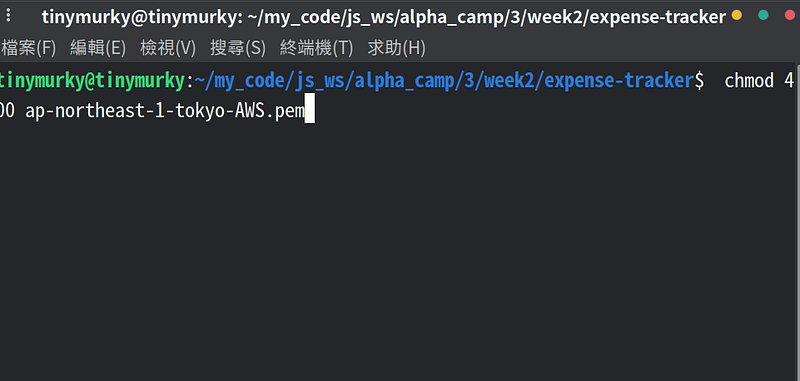 tinymurky@tinymurky: ~/my_code/js_ws/alpha_camp/3/week2/expense-tracker
檔案(F) 編輯(E) 檢視(V) 搜尋(S) 終端機(T) 求助(H)
tinymurky@tinymurky:~/my_code/js_ws/alpha_camp/3/week2/expense-tracker$ chmod 4
00 ap-northeast-1-tokyo-AWS.pem